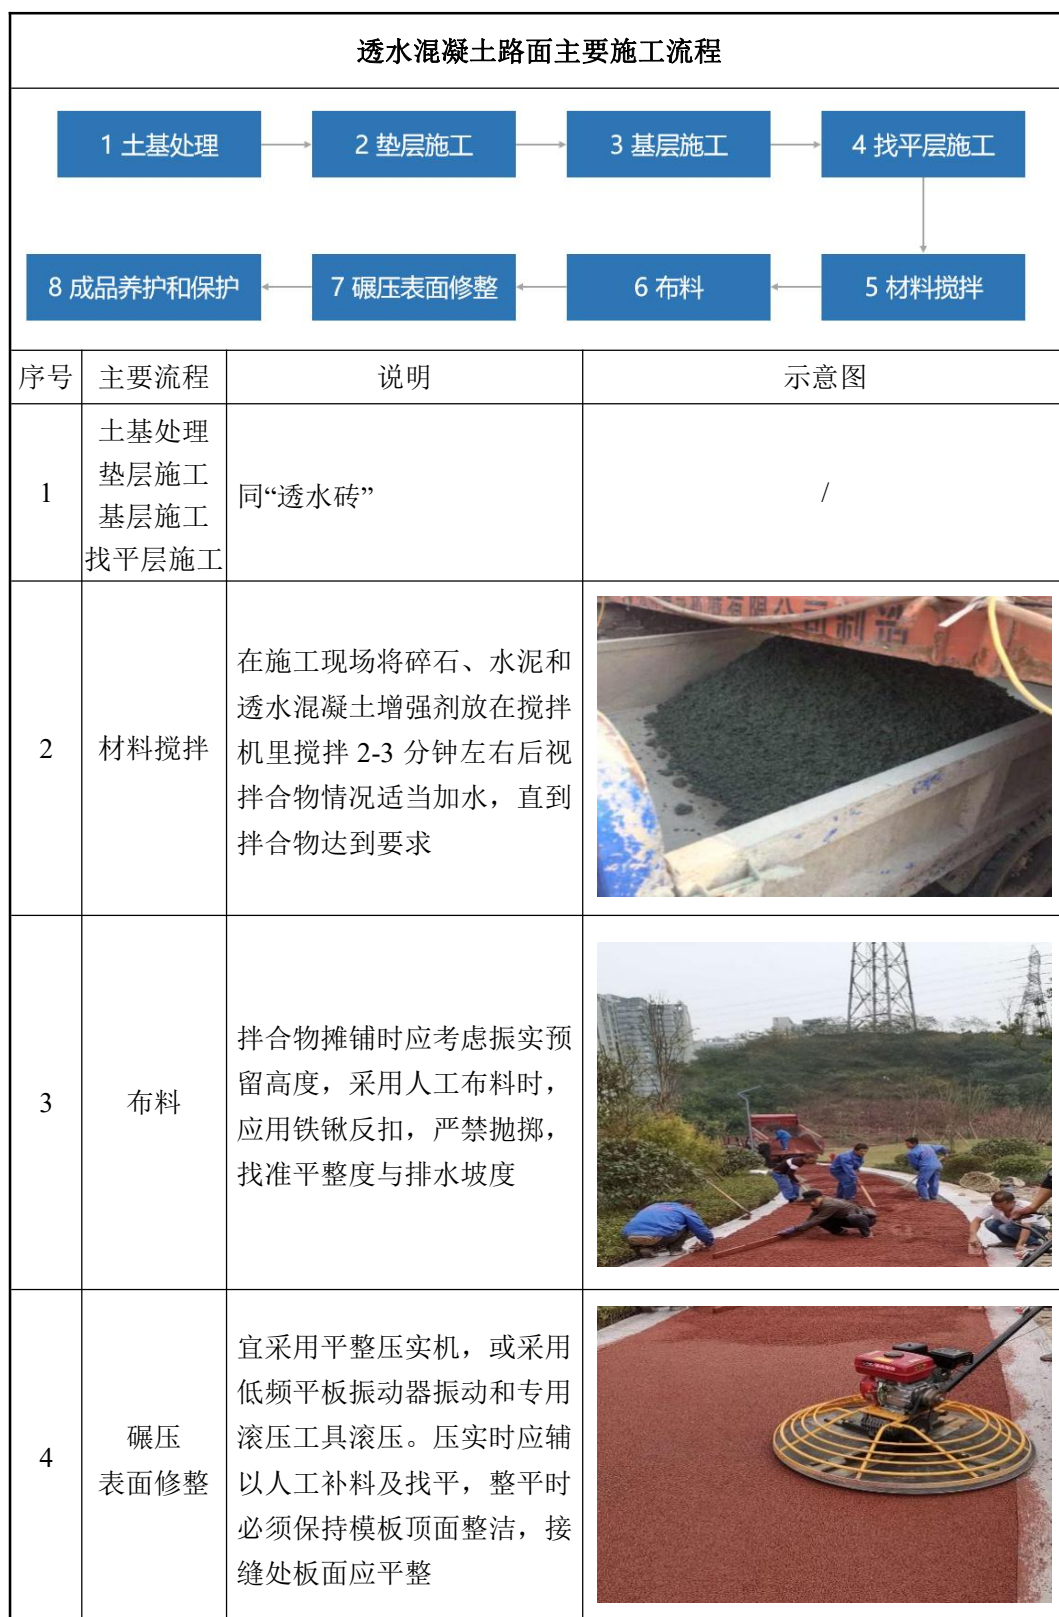 透水混凝土路面主要施工流程
1 土基处理
2 垫层施工
3 基层施工
4 找平层施工
8 成品养护和保护
7 碾压表面修整
6 布料
5 材料搅拌
序号 主要流程 说明 示意图
1
土基处理
垫层施工
基层施工
找平层施工
同“透水砖”
/
2
材料搅拌
在施工现场将碎石、水泥和
透水混凝土增强剂放在搅拌
机里搅拌 2-3 分钟左右后视
拌合物情况适当加水，直到
拌合物达到要求
有限公司制造
3
布料
拌合物摊铺时应考虑振实预
留高度，采用人工布料时，
应用铁锹反扣，严禁抛掷，
找准平整度与排水坡度
4
碾压
表面修整
宜采用平整压实机，或采用
低频平板振动器振动和专用
滚压工具滚压。压实时应辅
以人工补料及找平，整平时
必须保持模板顶面整洁，接
缝处板面应平整